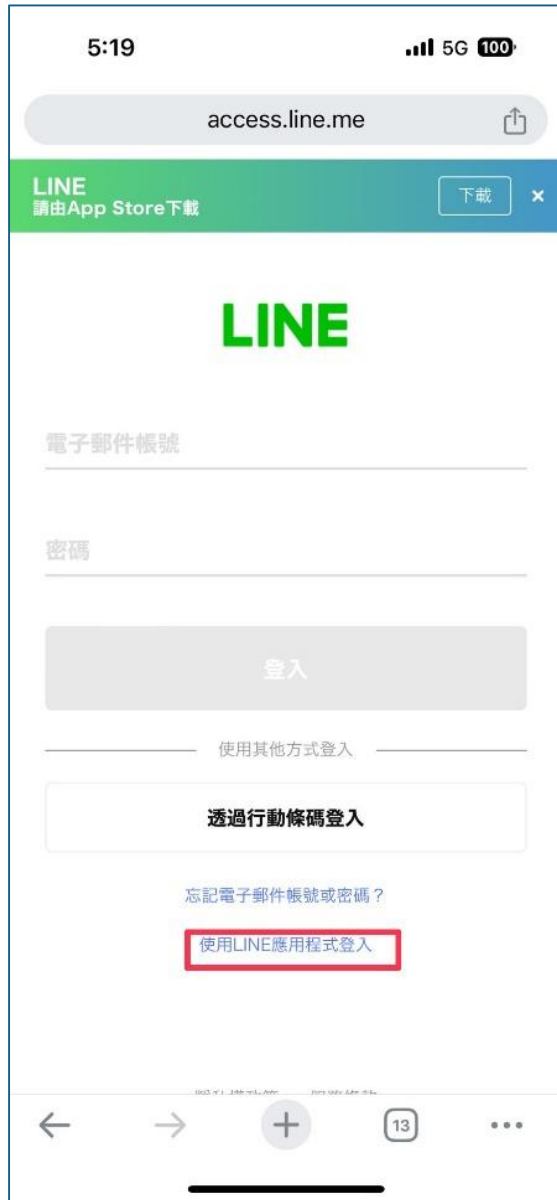 5:19
5G 100
access.line.me
LINE
請由App Store下載
下載
×
LINE
電子郵件帳號
密碼
登入
使用其他方式登入
透過行動條碼登入
忘記電子郵件帳號或密碼？
使用LINE應用程式登入
13